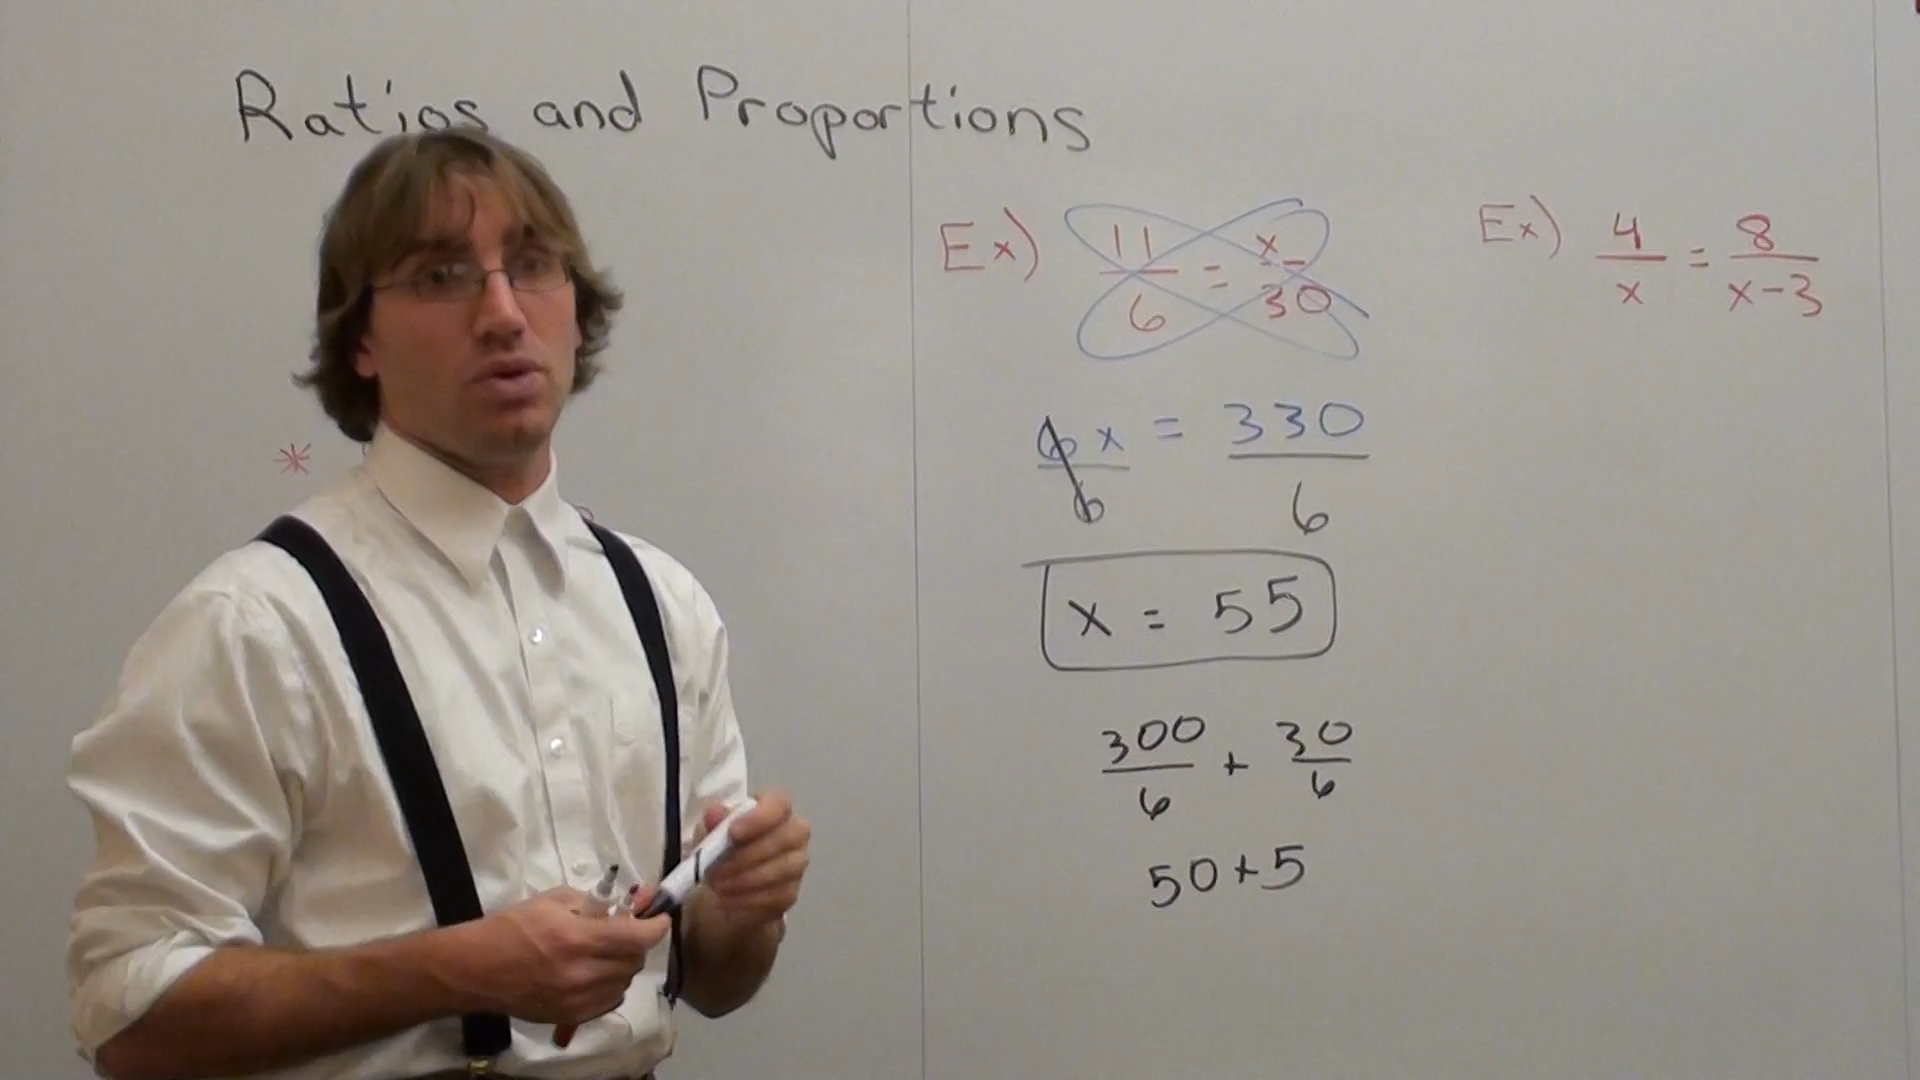 Ratios and Proportions
Ex) 11/6 = x/30
6x/6 = 330/6
x = 55
300/6 + 30/6
50+5
Ex) 4/x = 8/x-3
*